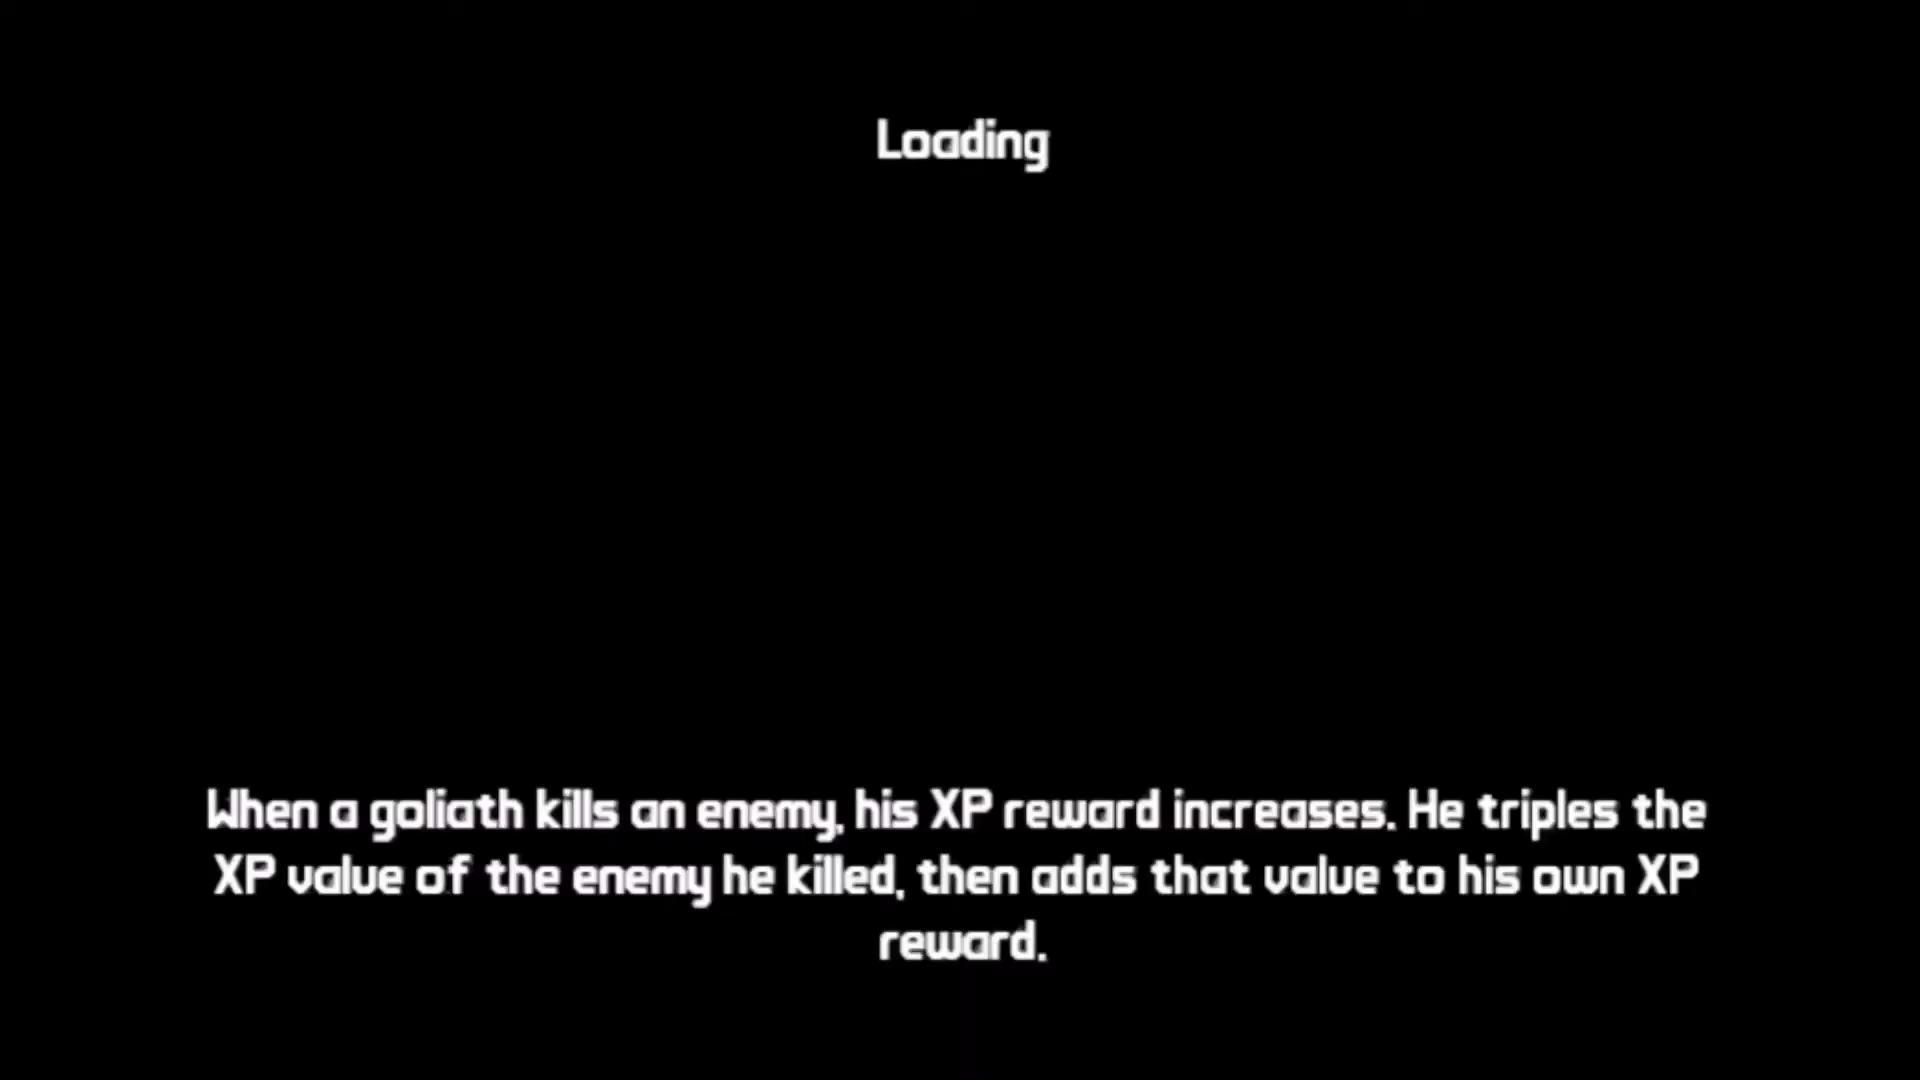 Loading
When a goliath kills an enemy, his XP reward increases. He triples the
XP value of the enemy he killed, then adds that value to his own XP
reward.